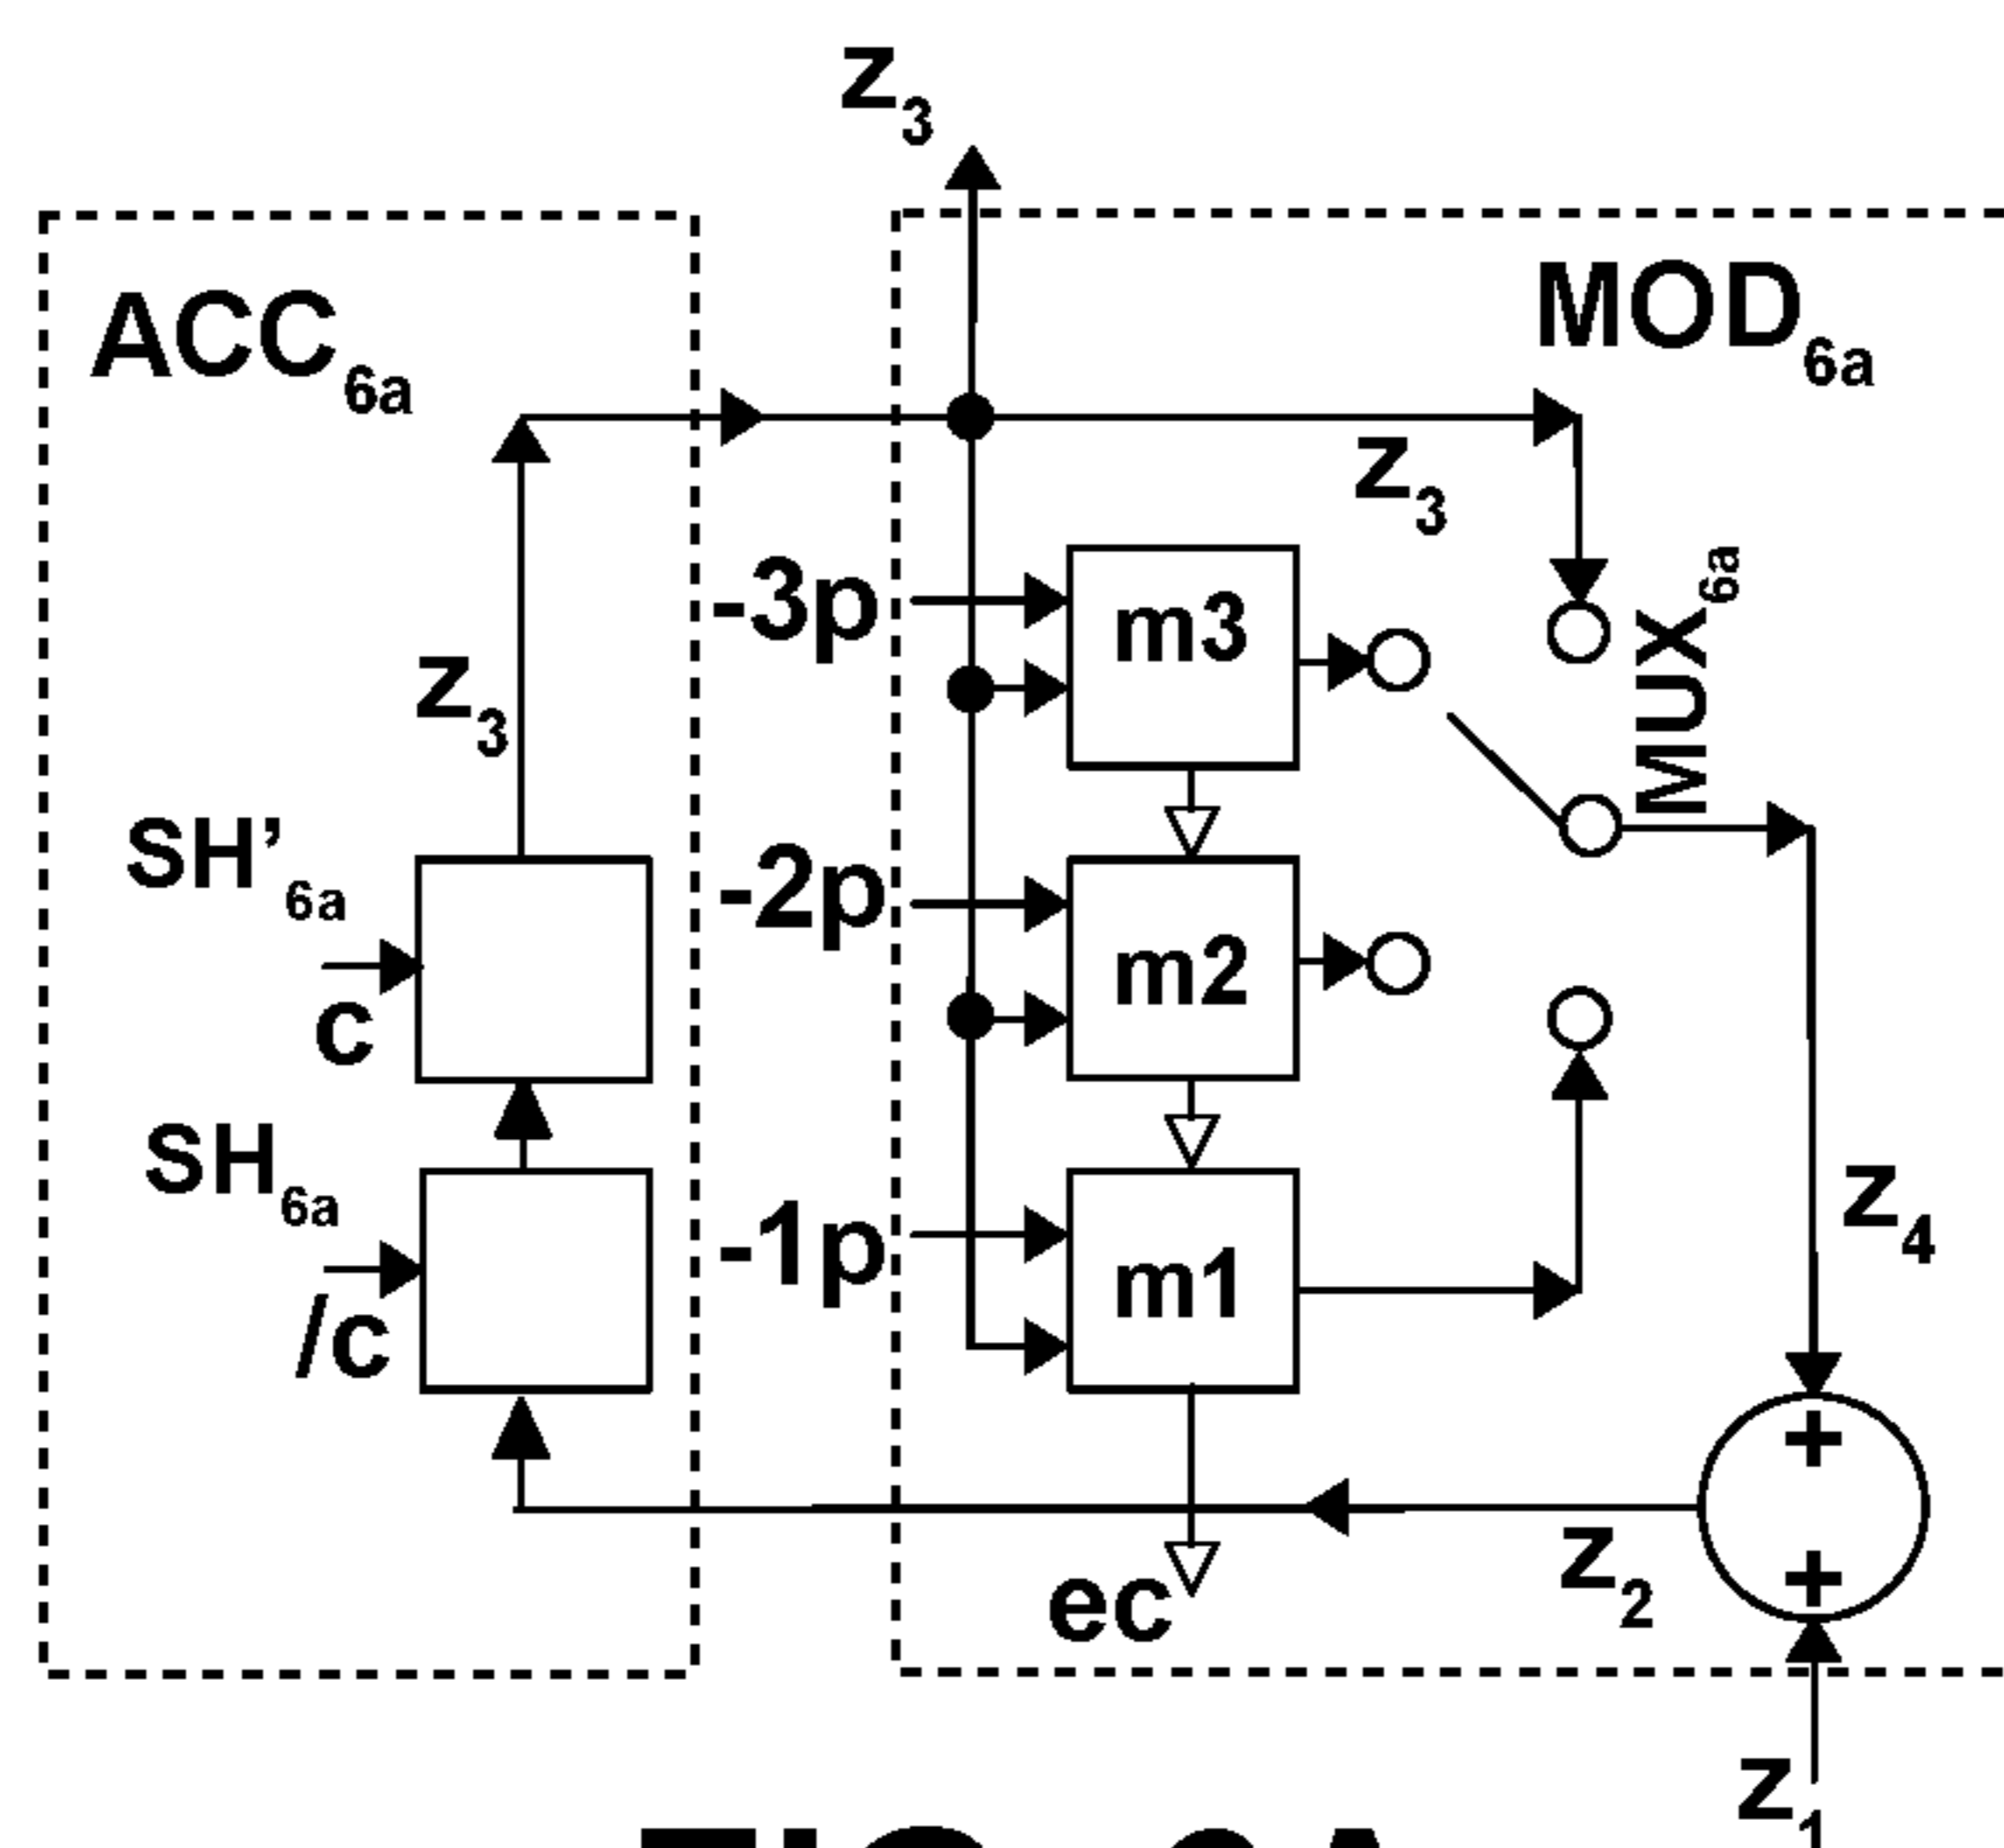 z3
ACC6a
MOD6a
z3
-3p
m3
MUX6a
z3
SH’6a
-2p
m2
c
SH6a
-1p
m1
z4
/c
+
z2
+
ec
z1